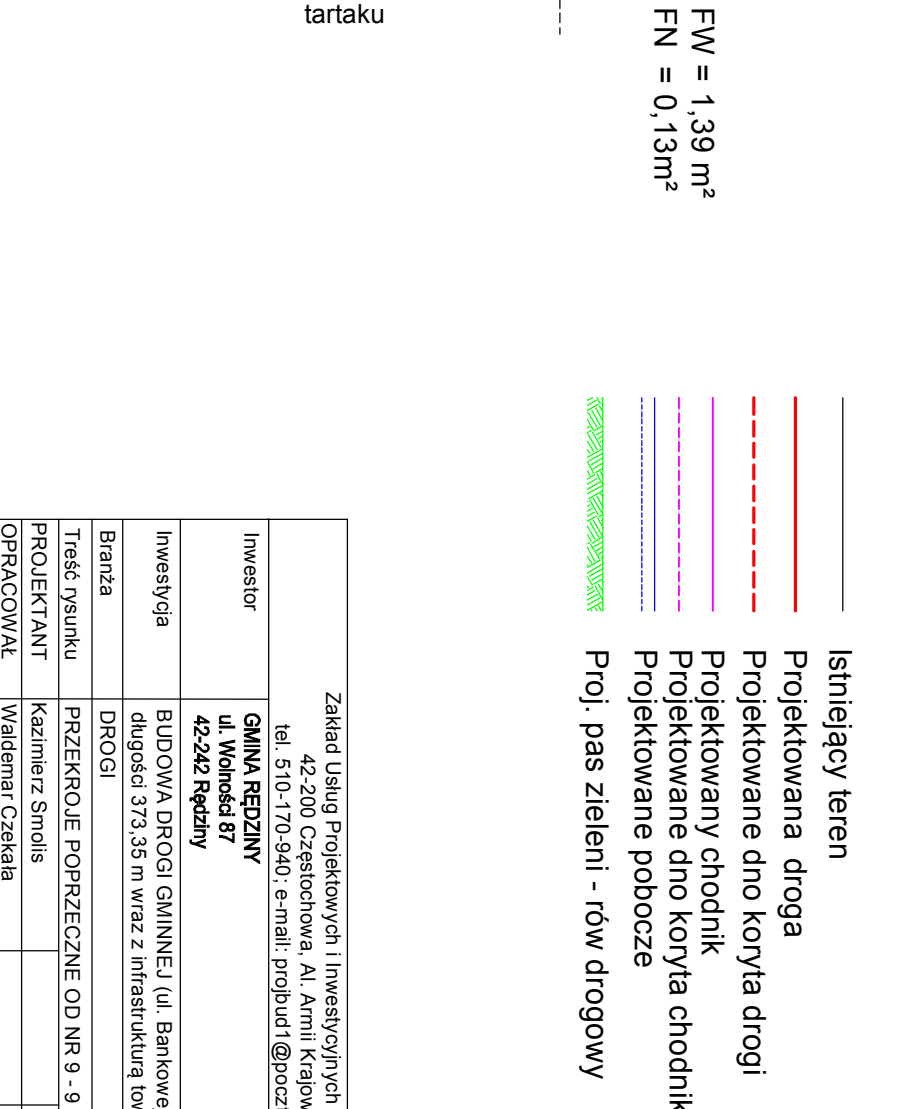 tartaku
FW = 1,39 m²
FN = 0,13m²
Istniejący teren
Projektowana droga
Projektowane dno koryta drogi
Projektowany chodnik
Projektowane dno koryta chodnik
Projektowane pobocze
Proj. pas zieleni - rów drogowy
Zakład Usług Projektowych i Inwestycyjnych
42-200 Częstochowa, Al. Armii Krajow
tel. 510-170-940; e-mail: projbud1@poczt
Inwestor
GMINA RĘDZINY
ul. Wolności 87
42-242 Rędziny
Inwestycja
BUDOWA DROGI GMINNEJ (ul. Bankowe
długości 373,35 m wraz z infrastrukturą tow
Branża
DROGI
Treść rysunku
PRZEKROJE POPRZECZNE OD NR 9 - 9
PROJEKTANT
Kazimierz Smolis
OPRACOWAŁ
Waldemar Czekała